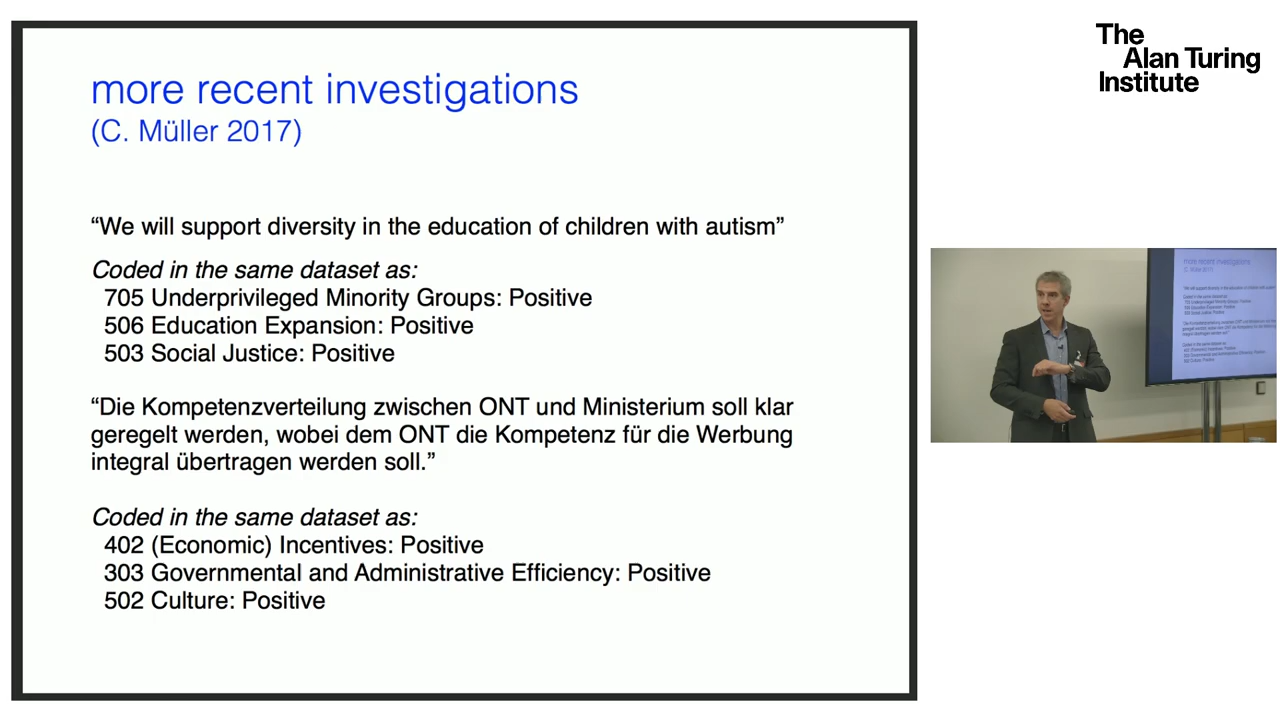 more recent investigations
(C. Müller 2017)
“We will support diversity in the education of children with autism”
Coded in the same dataset as:
705 Underprivileged Minority Groups: Positive
506 Education Expansion: Positive
503 Social Justice: Positive
“Die Kompetenzverteilung zwischen ONT und Ministerium soll klar
geregelt werden, wobei dem ONT die Kompetenz für die Werbung
integral übertragen werden soll.”
Coded in the same dataset as:
402 (Economic) Incentives: Positive
303 Governmental and Administrative Efficiency: Positive
502 Culture: Positive
The
Alan Turing
Institute
more recent investigations